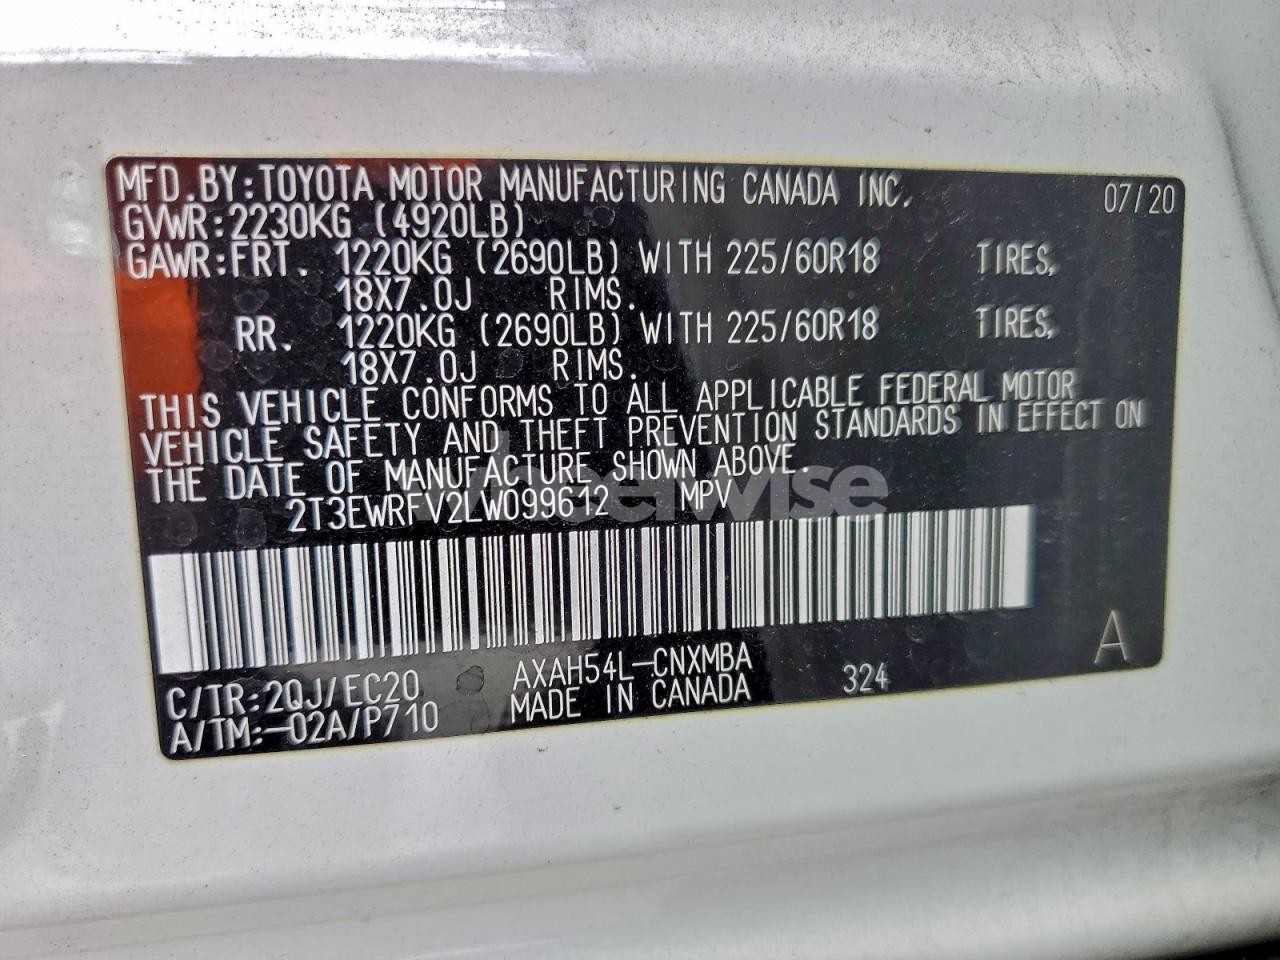 MFD.BY:TOYOTA MOTOR MANUFACTURING CANADA INC. 07/20
GVWR:2230KG (4920LB)
GAWR:FRT. 1220KG (2690LB) WITH 225/60R18 TIRES,
18X7.0J RIMS.
RR. 1220KG (2690LB) WITH 225/60R18 TIRES,
18X7.0J RIMS.
THIS VEHICLE CONFORMS TO ALL APPLICABLE FEDERAL MOTOR
VEHICLE SAFETY AND THEFT PREVENTION STANDARDS IN EFFECT ON
THE DATE OF MANUFACTURE SHOWN ABOVE.
2T3EWRFV2LW099612 MPV
C/TR:2QJ/EC20 AXAH54L-CNXMBA 324 A
A/TM:-02A/P710 MADE IN CANADA